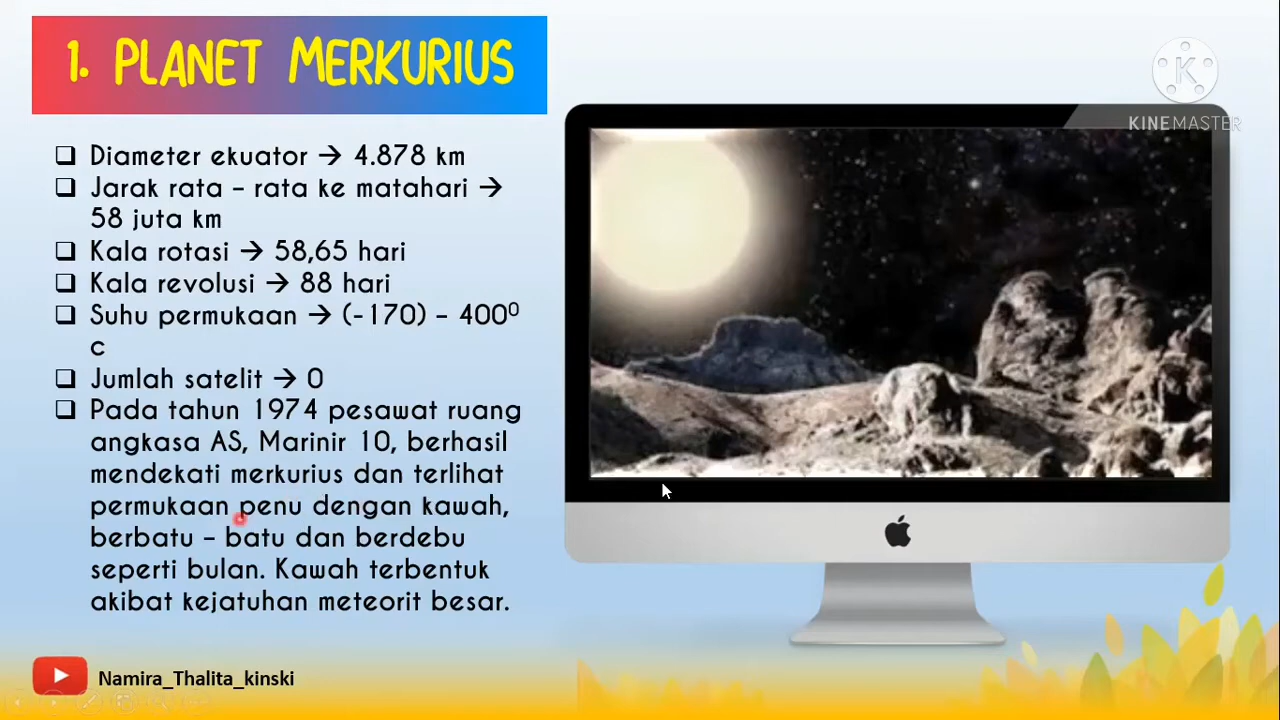 1. PLANET MERKURIUS
KINEMASTER
❑ Diameter ekuator → 4.878 km
❑ Jarak rata – rata ke matahari →
58 juta km
❑ Kala rotasi → 58,65 hari
❑ Kala revolusi → 88 hari
❑ Suhu permukaan → (-170) – 400⁰
c
❑ Jumlah satelit → 0
❑ Pada tahun 1974 pesawat ruang
angkasa AS, Marinir 10, berhasil
mendekati merkurius dan terlihat
permukaan penu dengan kawah,
berbatu – batu dan berdebu
seperti bulan. Kawah terbentuk
akibat kejatuhan meteorit besar.
Namira_Thalita_kinski